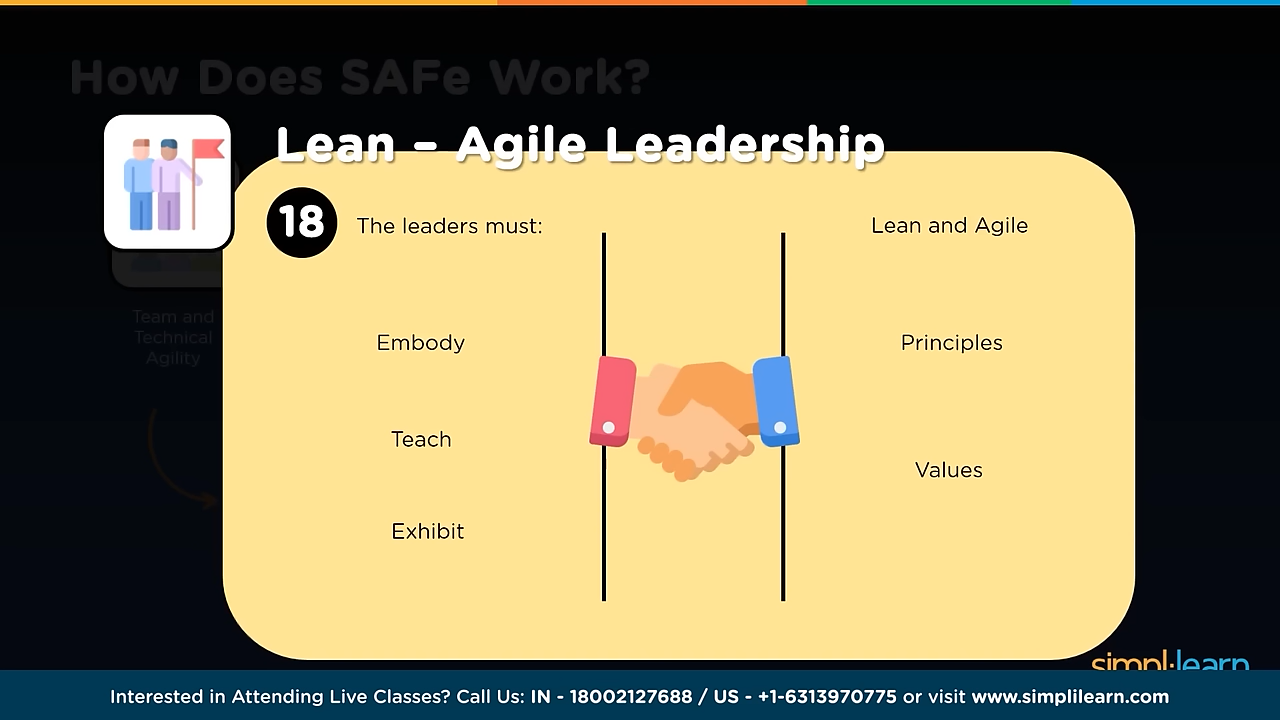 How Does SAFe Work?
Lean – Agile Leadership
18
The leaders must:
Lean and Agile
Embody
Principles
Teach
Values
Exhibit
Team and
Technical
Agility
simplilearn
Interested in Attending Live Classes? Call Us: IN - 18002127688 / US - +1-6313970775 or visit www.simplilearn.com